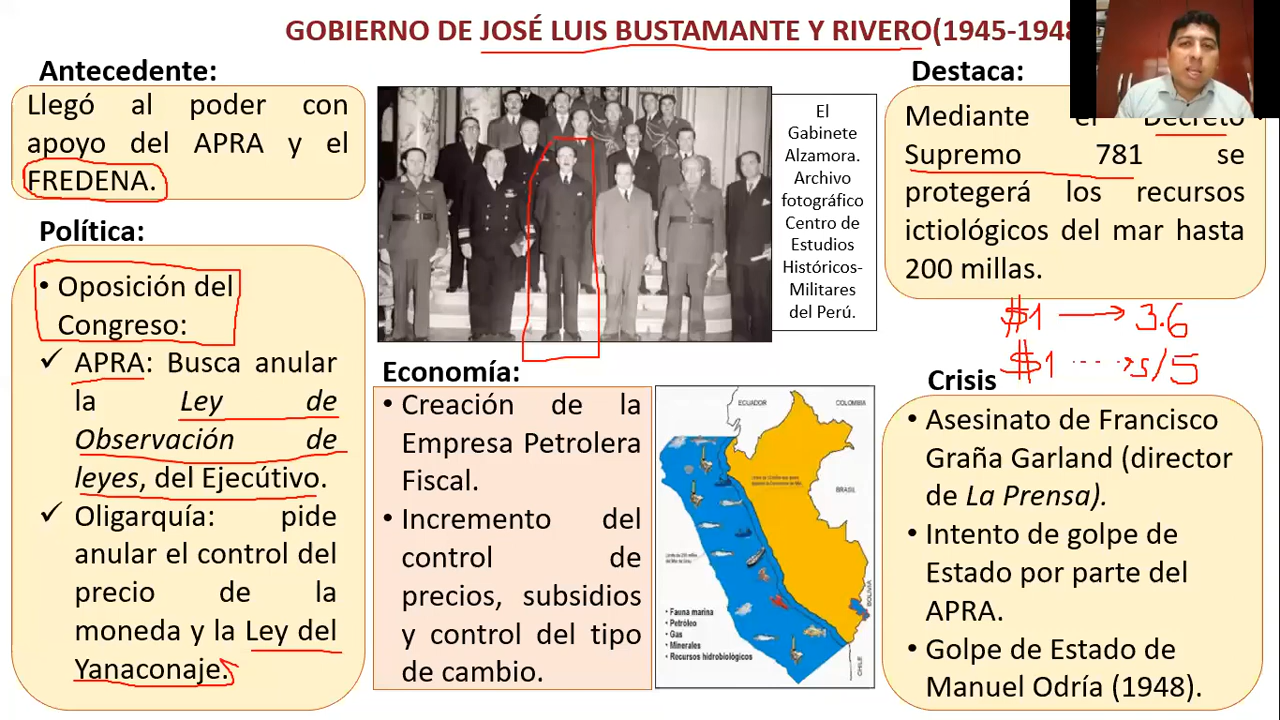 GOBIERNO DE JOSÉ LUIS BUSTAMANTE Y RIVERO(1945-1948
Antecedente:
Llegó al poder con
apoyo del APRA y el
FREDENA.
Política:
• Oposición del
Congreso:
✓ APRA: Busca anular
la Ley de
Observación de
leyes, del Ejecútivo.
✓ Oligarquía: pide
anular el control del
precio de la
moneda y la Ley del
Yanaconaje.
El
Gabinete
Alzamora.
Archivo
fotográfico
Centro de
Estudios
Históricos-
Militares
del Perú.
Economía:
• Creación de la
Empresa Petrolera
Fiscal.
• Incremento del
control de
precios, subsidios
y control del tipo
de cambio.
ECUADOR
COLOMBIA
BRASIL
BOLIVIA
CHILE
• Fauna marina
• Petróleo
• Gas
• Minerales
• Recursos hidrobiológicos
Destaca:
Mediante el Decreto
Supremo 781 se
protegerá los recursos
ictiológicos del mar hasta
200 millas.
$1 → 3.6
$1 ----→ S/5
Crisis
• Asesinato de Francisco
Graña Garland (director
de La Prensa).
• Intento de golpe de
Estado por parte del
APRA.
• Golpe de Estado de
Manuel Odría (1948).